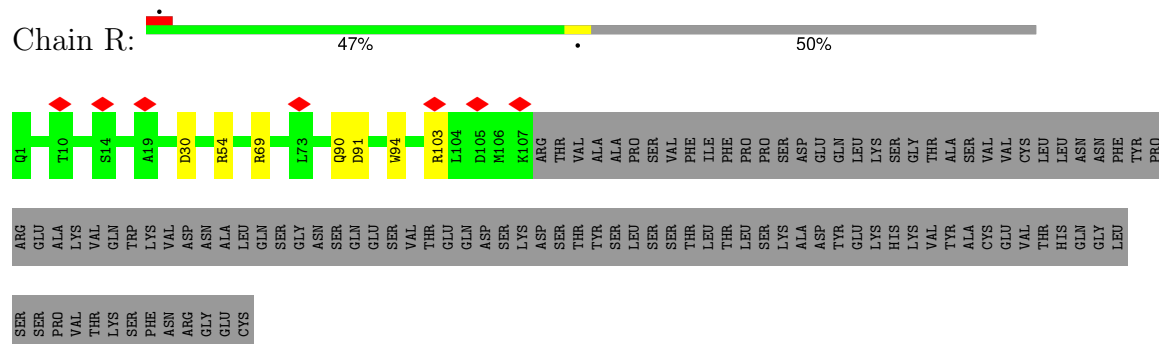 Chain R:
•
47%
•
50%
Q1 T10 S14 A19 D30 R54 R69 L73 Q90 D91 W94 R103 L104 D105 M106 K107 ARG THR VAL ALA ALA PRO SER VAL PHE ILE PHE PRO PRO SER ASP GLU GLN LEU LYS SER GLY THR ALA SER VAL VAL CYS LEU LEU ASN ASN PHE TYR PRO
ARG GLU ALA LYS VAL GLN TRP LYS VAL ASP ASN ALA LEU GLN SER GLY ASN SER GLN GLU SER VAL THR GLU GLN ASP SER LYS ASP SER THR TYR SER LEU SER SER THR LEU THR LEU SER LYS ALA ASP TYR GLU LYS HIS LYS VAL TYR ALA CYS GLU VAL THR HIS GLN GLY LEU
SER SER PRO VAL THR LYS SER PHE ASN ARG GLY GLU CYS